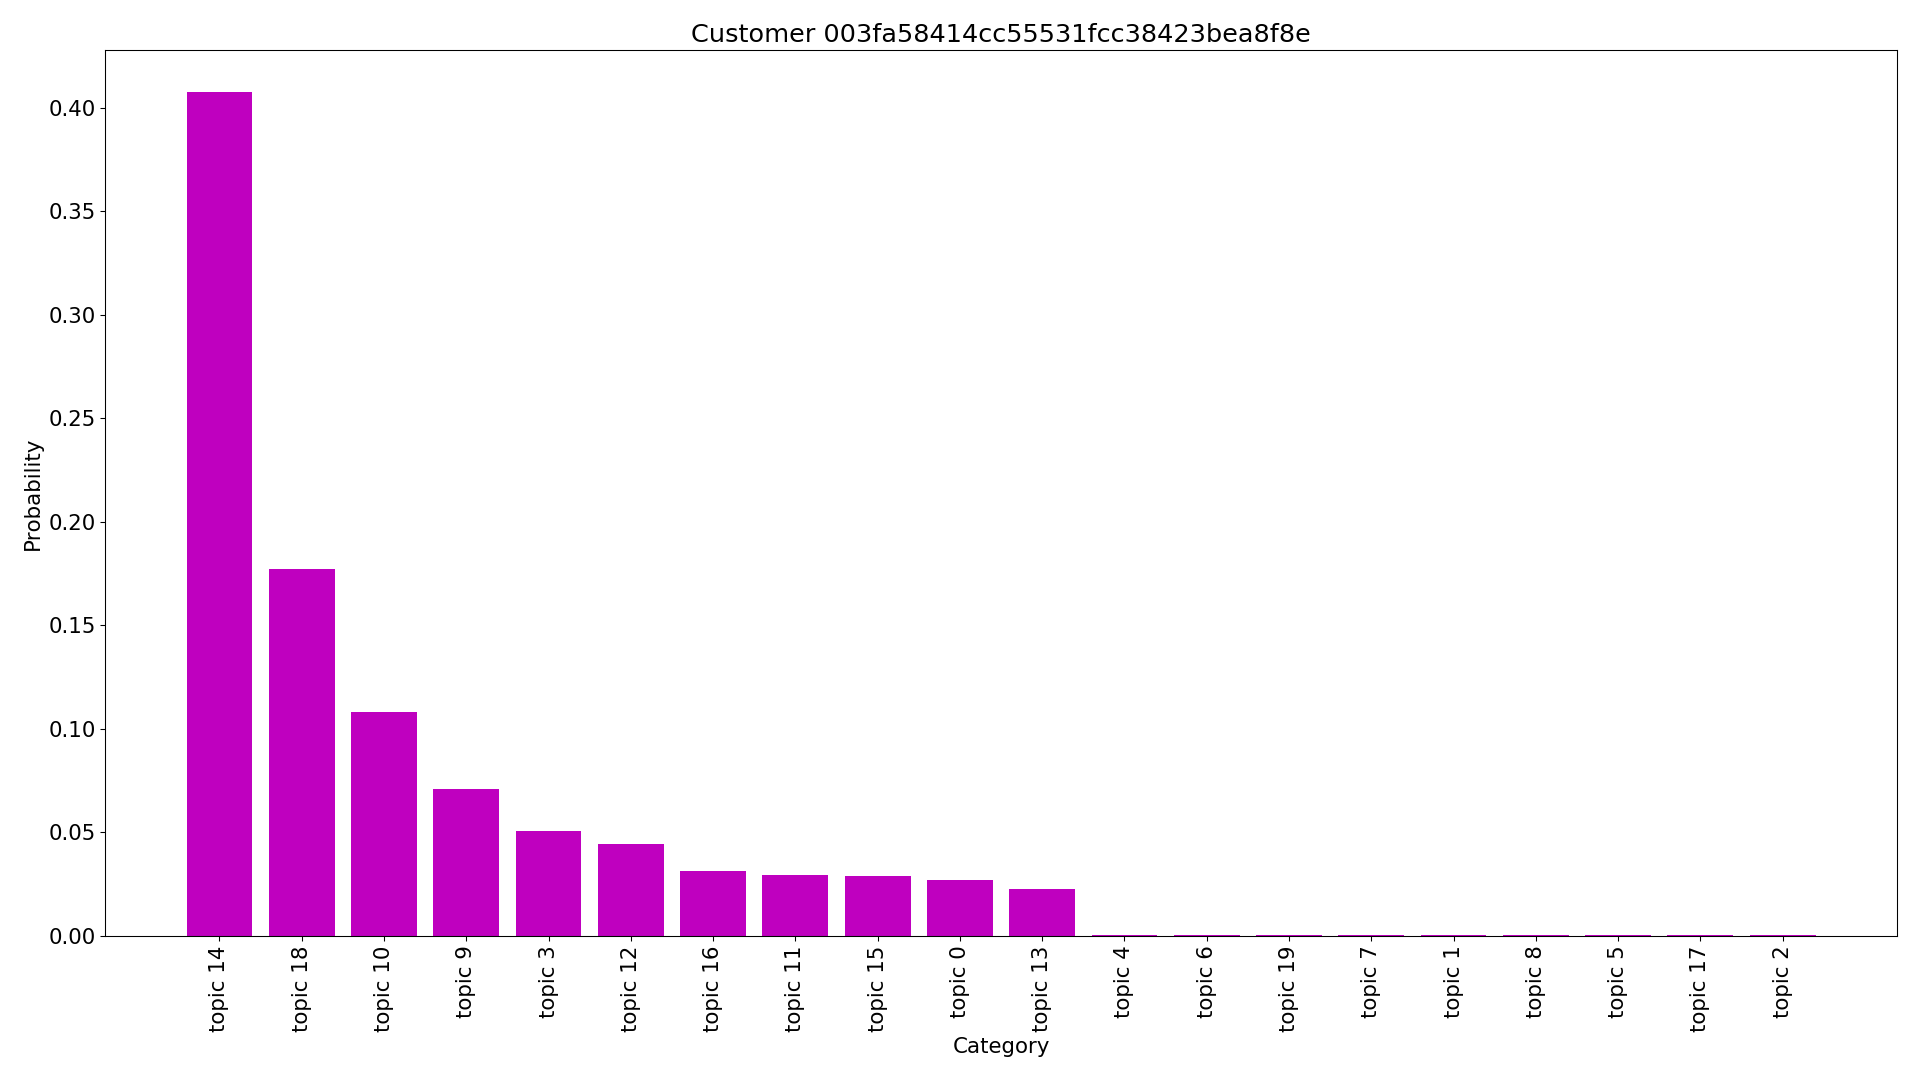 Customer 003fa58414cc55531fcc38423bea8f8e
Probability
0.40
0.35
0.30
0.25
0.20
0.15
0.10
0.05
0.00
topic 14
topic 18
topic 10
topic 9
topic 3
topic 12
topic 16
topic 11
topic 15
topic 0
topic 13
topic 4
topic 6
topic 19
topic 7
topic 1
topic 8
topic 5
topic 17
topic 2
Category